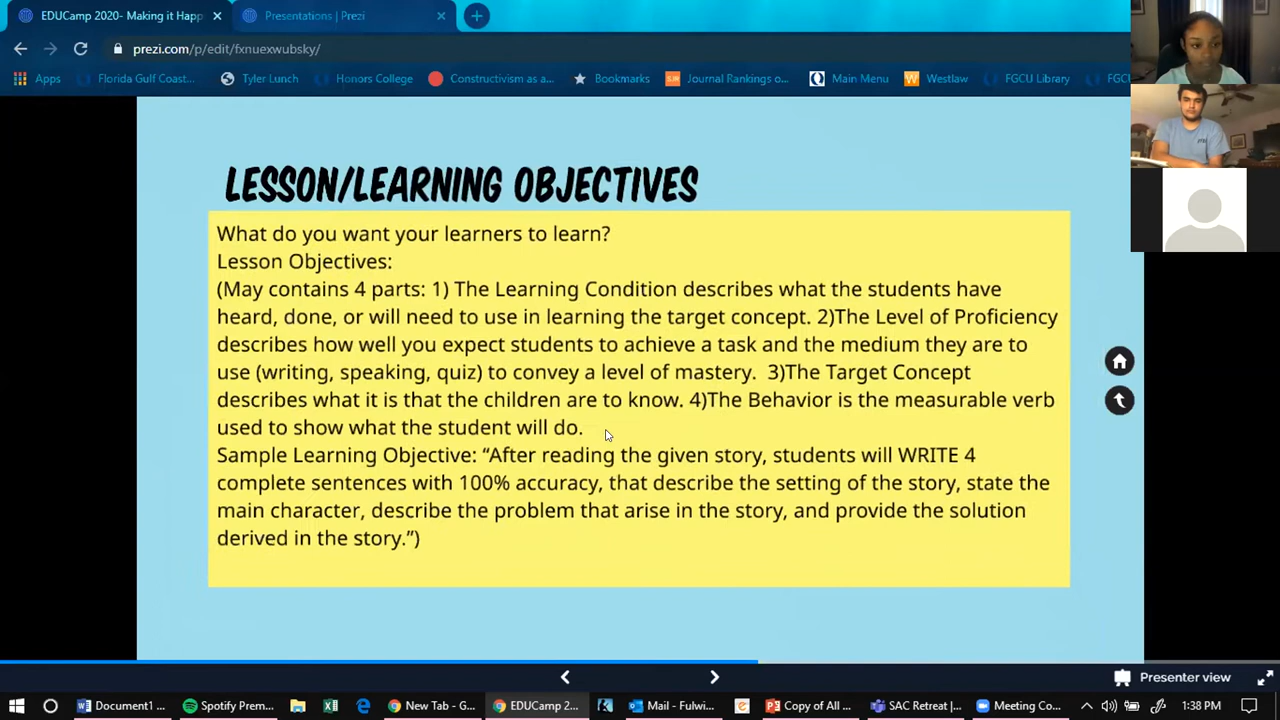 EDUCamp 2020- Making it Happ
Presentations | Prezi
prezi.com/p/edit/fxnuexwubsky/
Apps
Florida Gulf Coast...
Tyler Lunch
Honors College
Constructivism as a...
Bookmarks
Journal Rankings o...
Main Menu
Westlaw
FGCU Library
FGCU
LESSON/LEARNING OBJECTIVES
What do you want your learners to learn?
Lesson Objectives:
(May contains 4 parts: 1) The Learning Condition describes what the students have
heard, done, or will need to use in learning the target concept. 2)The Level of Proficiency
describes how well you expect students to achieve a task and the medium they are to
use (writing, speaking, quiz) to convey a level of mastery.  3)The Target Concept
describes what it is that the children are to know. 4)The Behavior is the measurable verb
used to show what the student will do.
Sample Learning Objective: “After reading the given story, students will WRITE 4
complete sentences with 100% accuracy, that describe the setting of the story, state the
main character, describe the problem that arise in the story, and provide the solution
derived in the story.”)
Presenter view
Document1 ...
Spotify Prem...
New Tab - G...
EDUCamp 2...
Mail - Fulwi...
Copy of All ...
SAC Retreat |...
Meeting Co...
1:38 PM